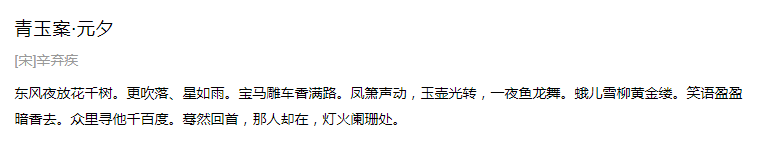 青玉案·元夕
[宋]辛弃疾
东风夜放花千树。更吹落、星如雨。宝马雕车香满路。凤箫声动，玉壶光转，一夜鱼龙舞。蛾儿雪柳黄金缕。笑语盈盈
暗香去。众里寻他千百度。蓦然回首，那人却在，灯火阑珊处。